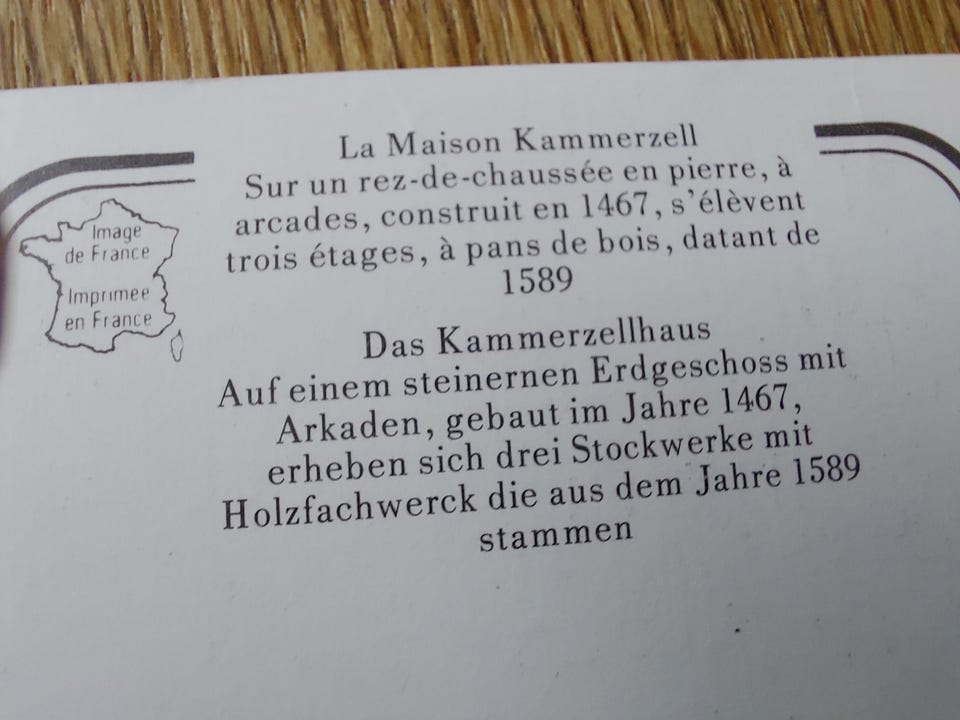 La Maison Kammerzell
Sur un rez-de-chaussée en pierre, à
arcades, construit en 1467, s'élèvent
trois étages, à pans de bois, datant de
1589
Image
de France
Imprimee
en France
Das Kammerzellhaus
Auf einem steinernen Erdgeschoss mit
Arkaden, gebaut im Jahre 1467,
erheben sich drei Stockwerke mit
Holzfachwerck die aus dem Jahre 1589
stammen